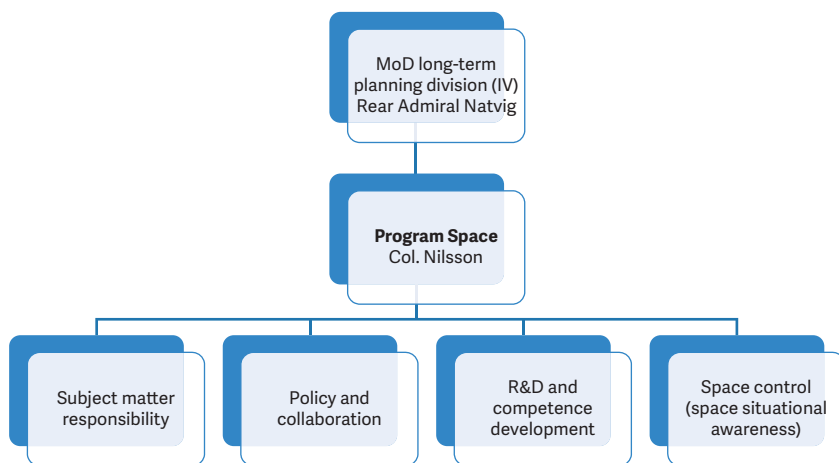 MoD long-term
planning division (IV)
Rear Admiral Natvig
Program Space
Col. Nilsson
Subject matter
responsibility
Policy and
collaboration
R&D and
competence
development
Space control
(space situational
awareness)